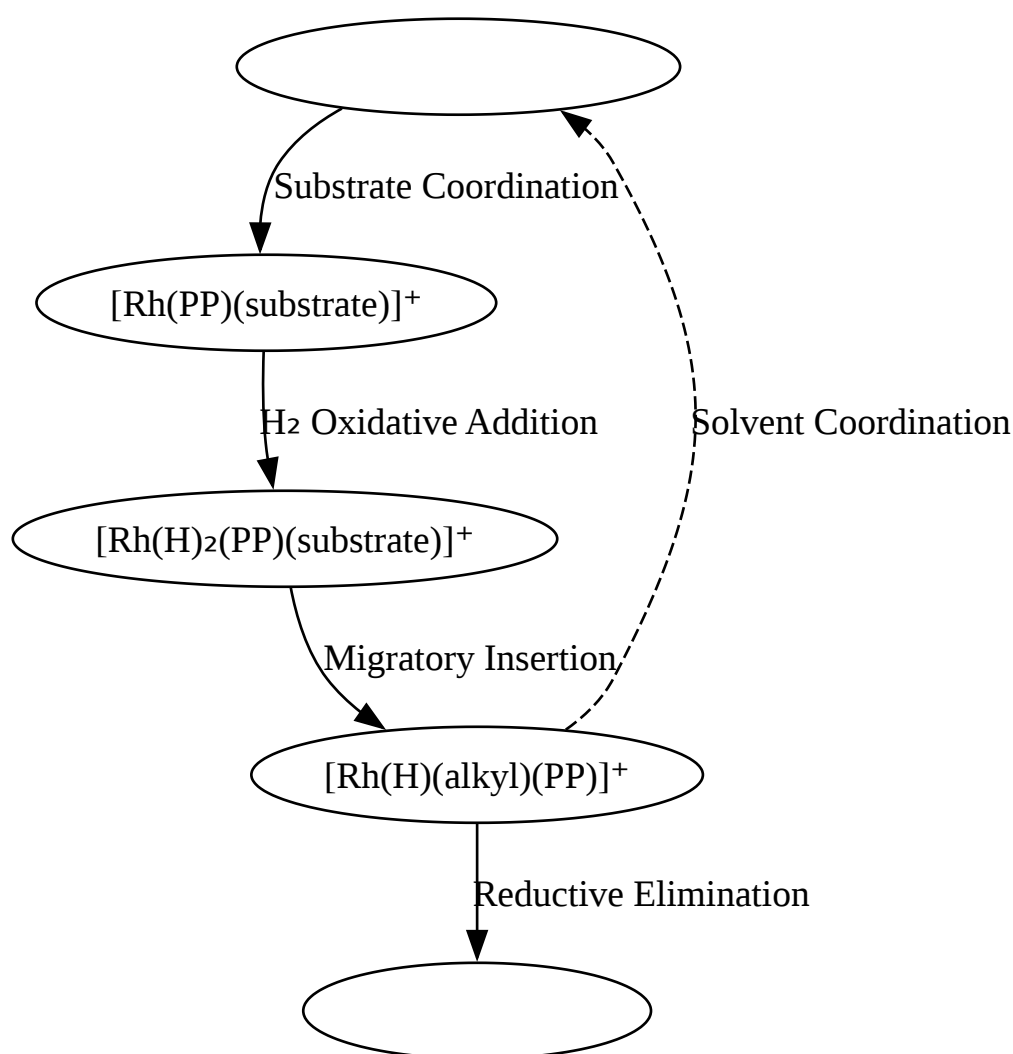 Substrate Coordination
[Rh(PP)(substrate)]⁺
H₂ Oxidative Addition
Solvent Coordination
[Rh(H)₂(PP)(substrate)]⁺
Migratory Insertion
[Rh(H)(alkyl)(PP)]⁺
Reductive Elimination